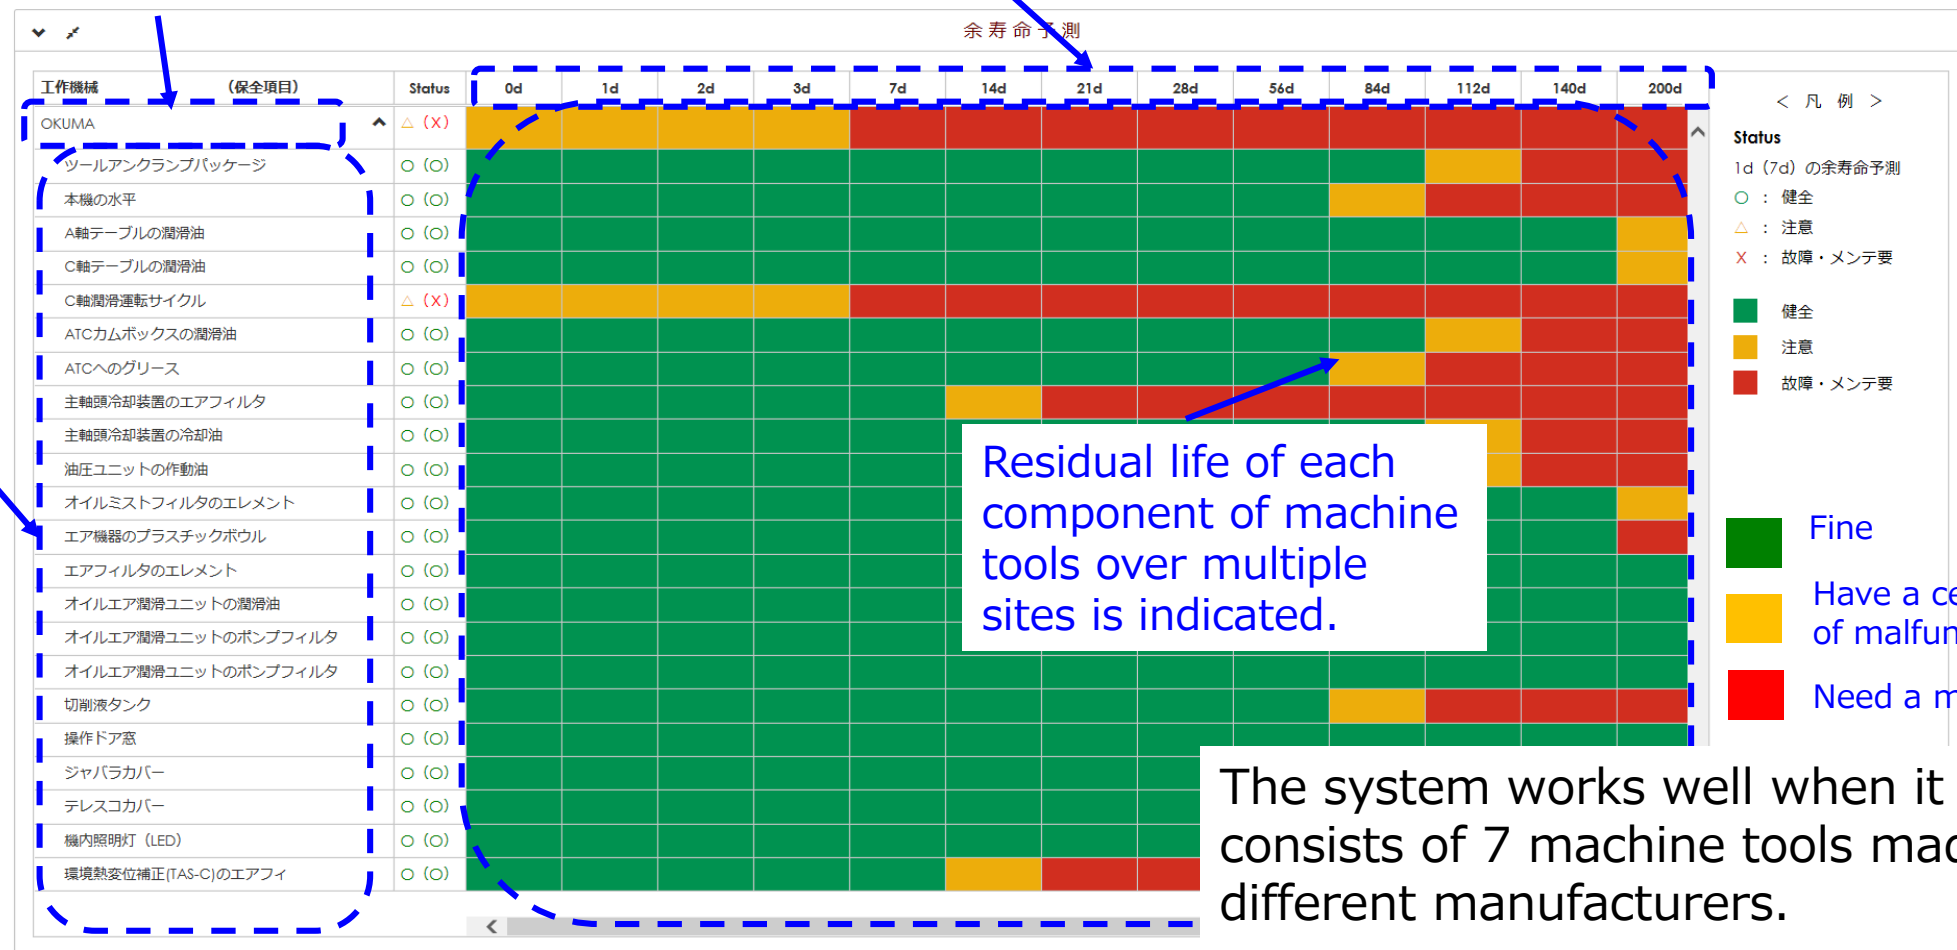 余寿命予測
工作機械 (保全項目) Status 0d 1d 2d 3d 7d 14d 21d 28d 56d 84d 112d 140d 200d
OKUMA △ (X)
ツールアンクランプパッケージ ○ (○)
本機の水平 ○ (○)
A軸テーブルの潤滑油 ○ (○)
C軸テーブルの潤滑油 ○ (○)
C軸潤滑運転サイクル △ (X)
ATCカムボックスの潤滑油 ○ (○)
ATCへのグリース ○ (○)
主軸頭冷却装置のエアフィルタ ○ (○)
主軸頭冷却装置の冷却油 ○ (○)
油圧ユニットの作動油 ○ (○)
オイルミストフィルタのエレメント ○ (○)
エア機器のプラスチックボウル ○ (○)
エアフィルタのエレメント ○ (○)
オイルエア潤滑ユニットの潤滑油 ○ (○)
オイルエア潤滑ユニットのポンプフィルタ ○ (○)
オイルエア潤滑ユニットのポンプフィルタ ○ (○)
切削液タンク ○ (○)
操作ドア窓 ○ (○)
ジャバラカバー ○ (○)
テレスコカバー ○ (○)
機内照明灯 (LED) ○ (○)
環境熱変位補正(TAS-C)のエアフィ ○ (○)
Residual life of each
component of machine
tools over multiple
sites is indicated.
< 凡 例 >
Status
1d (7d) の余寿命予測
○ : 健全
△ : 注意
X : 故障・メンテ要
健全
注意
故障・メンテ要
Fine
Have a ce
of malfun
Need a m
The system works well when it
consists of 7 machine tools mad
different manufacturers.